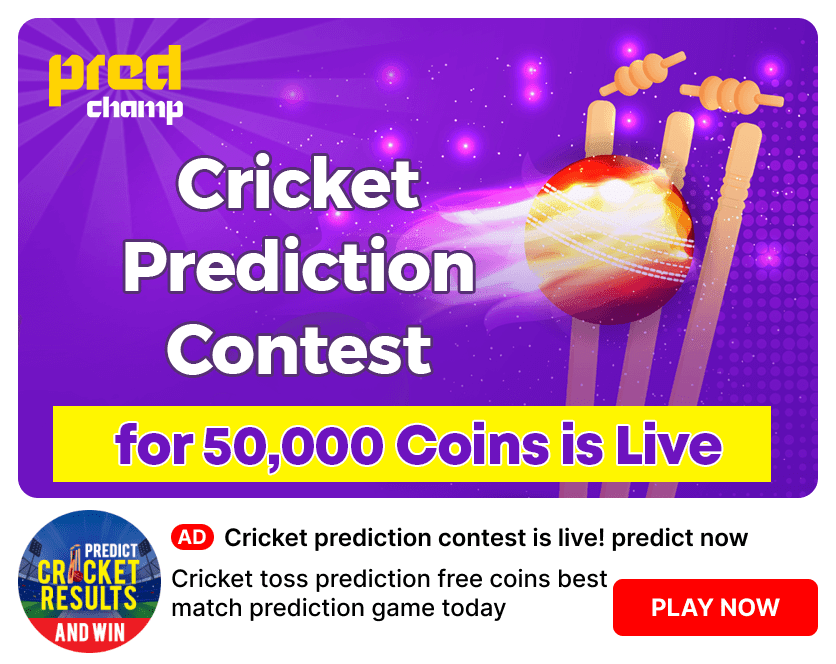 pred
champ
Cricket
Prediction
Contest
for 50,000 Coins is Live
PREDICT
CRICKET
RESULTS
AND WIN
AD Cricket prediction contest is live! predict now
Cricket toss prediction free coins best
match prediction game today
PLAY NOW